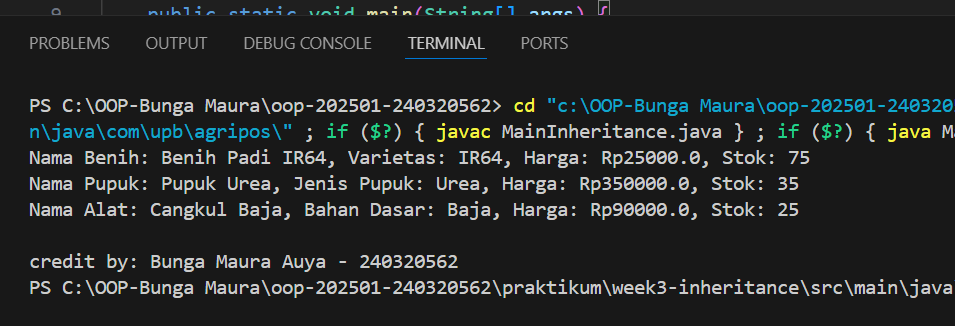 9 public static void main(String[] args) {
PROBLEMS OUTPUT DEBUG CONSOLE TERMINAL PORTS
PS C:\OOP-Bunga Maura\oop-202501-240320562> cd "c:\OOP-Bunga Maura\oop-202501-240320
n\java\com\upb\agripos\" ; if ($?) { javac MainInheritance.java } ; if ($?) { java M
Nama Benih: Benih Padi IR64, Varietas: IR64, Harga: Rp25000.0, Stok: 75
Nama Pupuk: Pupuk Urea, Jenis Pupuk: Urea, Harga: Rp350000.0, Stok: 35
Nama Alat: Cangkul Baja, Bahan Dasar: Baja, Harga: Rp90000.0, Stok: 25
credit by: Bunga Maura Auya - 240320562
PS C:\OOP-Bunga Maura\oop-202501-240320562\praktikum\week3-inheritance\src\main\java